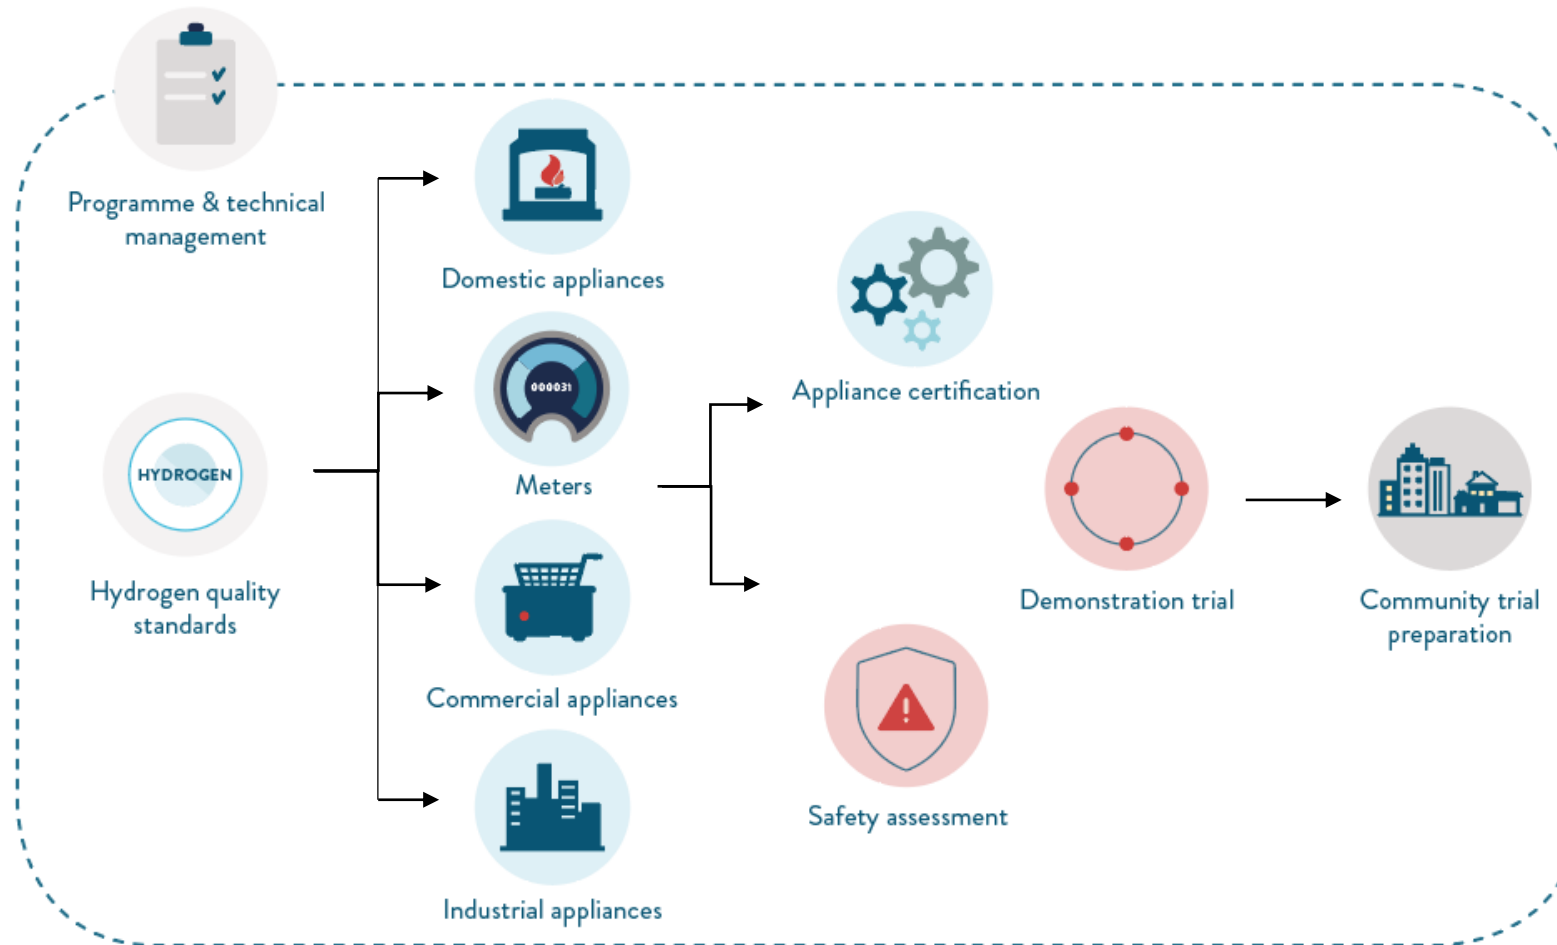 Programme & technical
management
HYDROGEN
Hydrogen quality
standards
Domestic appliances
000031
Meters
Commercial appliances
Industrial appliances
Appliance certification
Safety assessment
Demonstration trial
Community trial
preparation